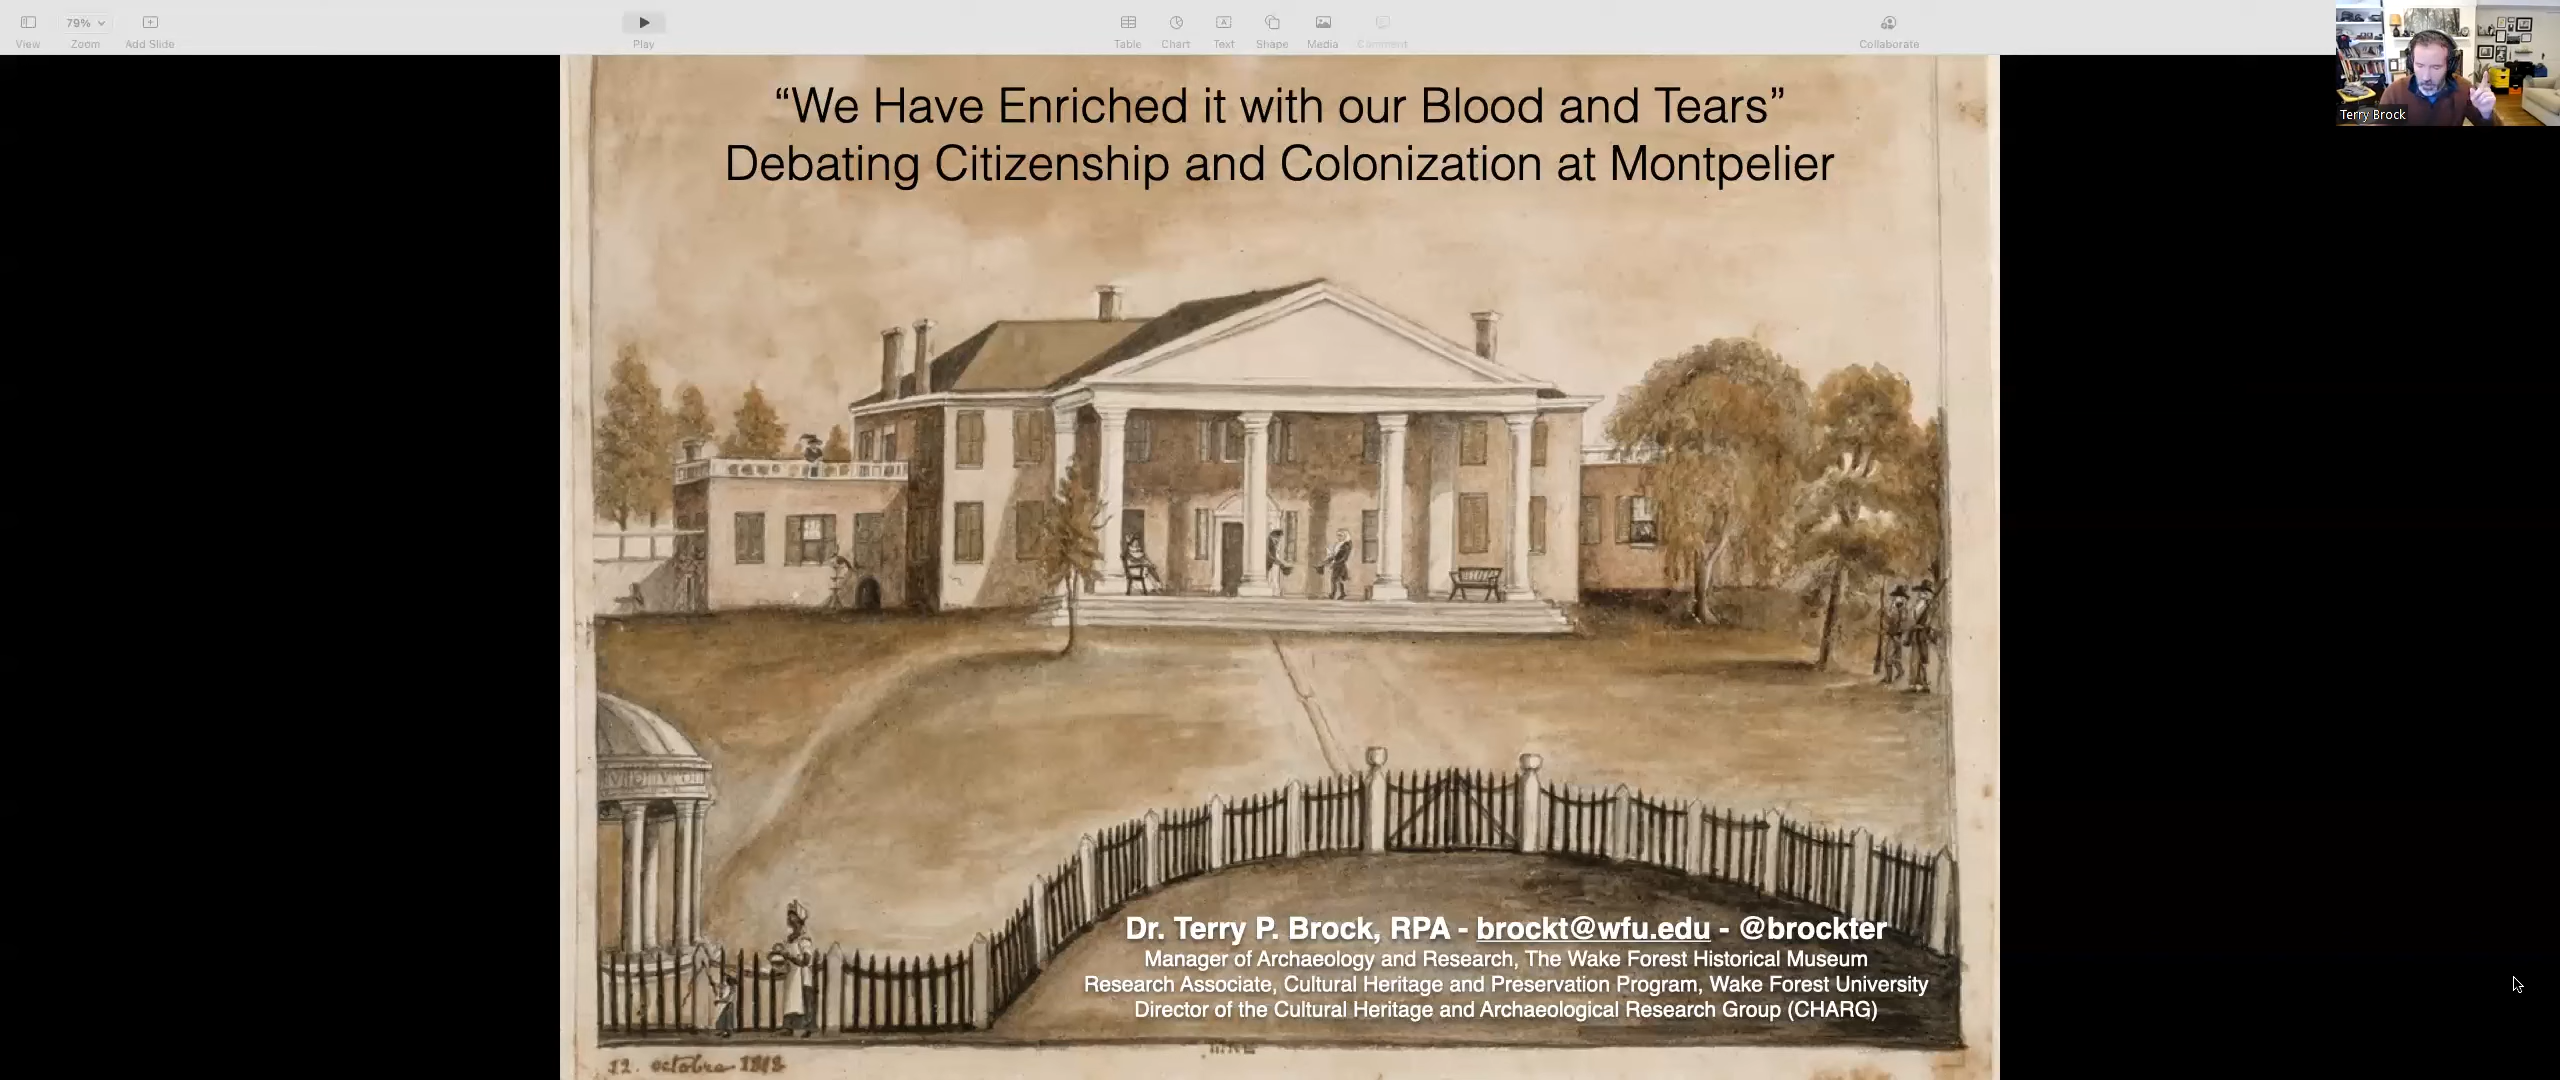 79%
View
Zoom
Add Slide
Play
Table
Chart
Text
Shape
Media
Comment
Collaborate
Terry Brock
“We Have Enriched it with our Blood and Tears”
Debating Citizenship and Colonization at Montpelier
Dr. Terry P. Brock, RPA - brockt@wfu.edu - @brockter
Manager of Archaeology and Research, The Wake Forest Historical Museum
Research Associate, Cultural Heritage and Preservation Program, Wake Forest University
Director of the Cultural Heritage and Archaeological Research Group (CHARG)
12. octobre 1818